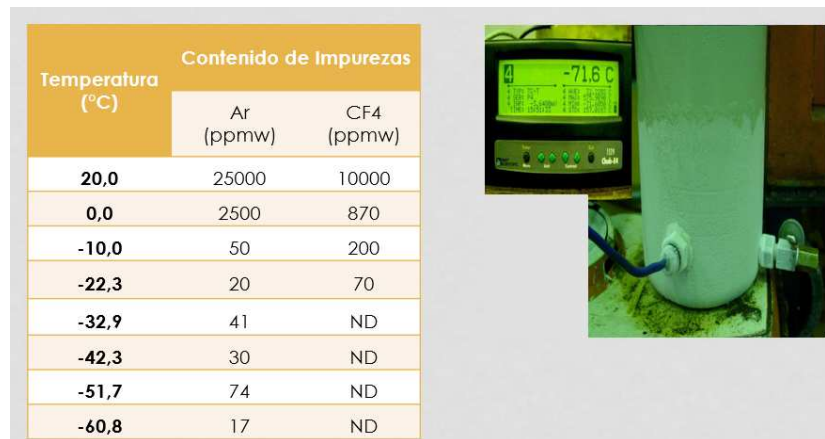 Temperatura
(°C)
Contenido de Impurezas
Ar
(ppmw)
CF4
(ppmw)
20,0 25000 10000
0,0 2500 870
-10,0 50 200
-22,3 20 70
-32,9 41 ND
-42,3 30 ND
-51,7 74 ND
-60,8 17 ND
4 -71,6 C